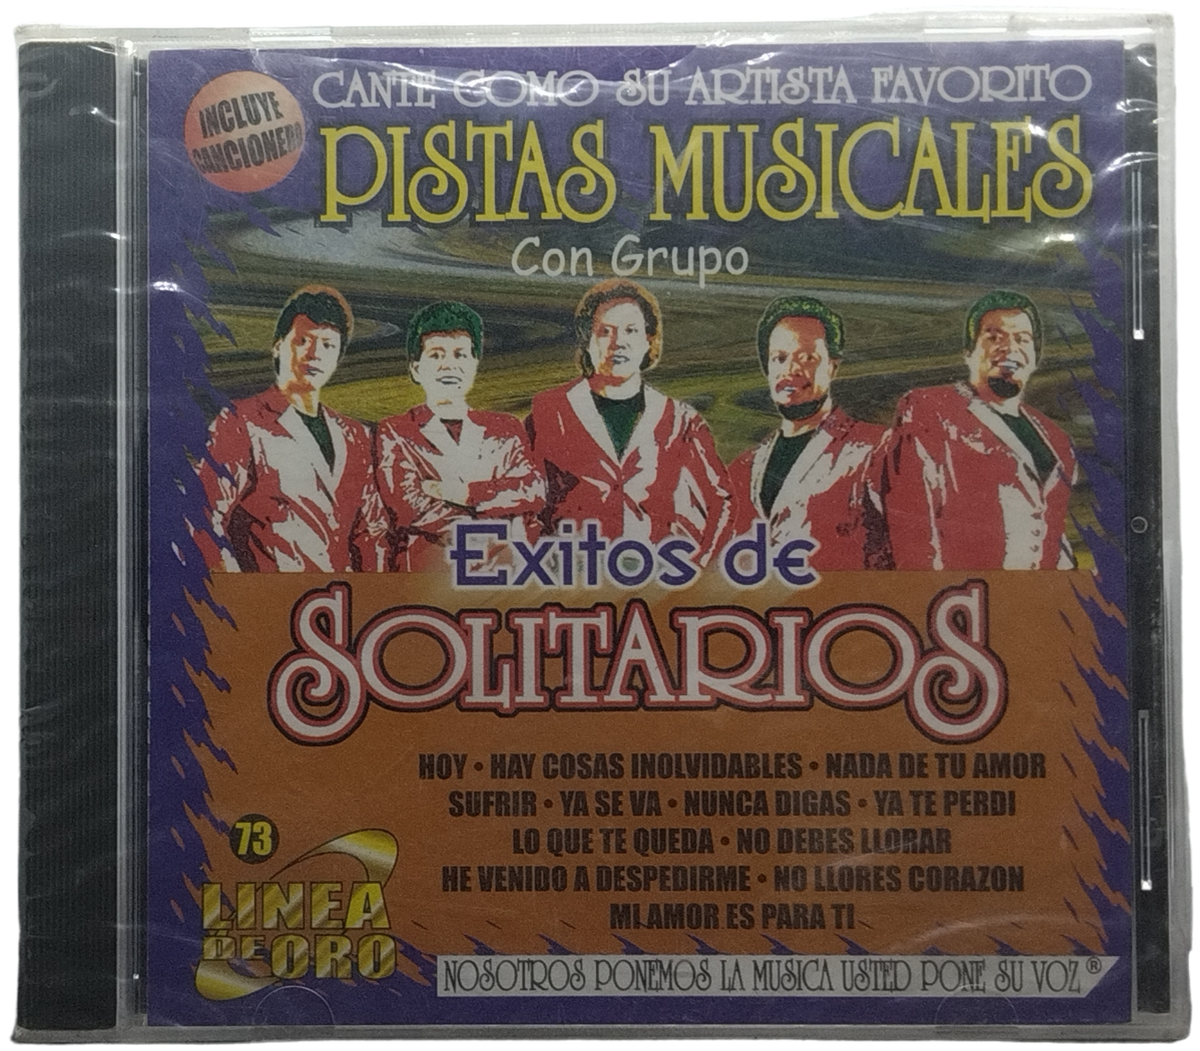 INCLUYE
CANCIONERO
CANTE COMO SU ARTISTA FAVORITO
PISTAS MUSICALES
Con Grupo
Exitos de
SOLITARIOS
HOY • HAY COSAS INOLVIDABLES • NADA DE TU AMOR
SUFRIR • YA SE VA • NUNCA DIGAS • YA TE PERDI
LO QUE TE QUEDA • NO DEBES LLORAR
HE VENIDO A DESPEDIRME • NO LLORES CORAZON
MI AMOR ES PARA TI
73
LINEA
DE ORO
NOSOTROS PONEMOS LA MUSICA USTED PONE SU VOZ®